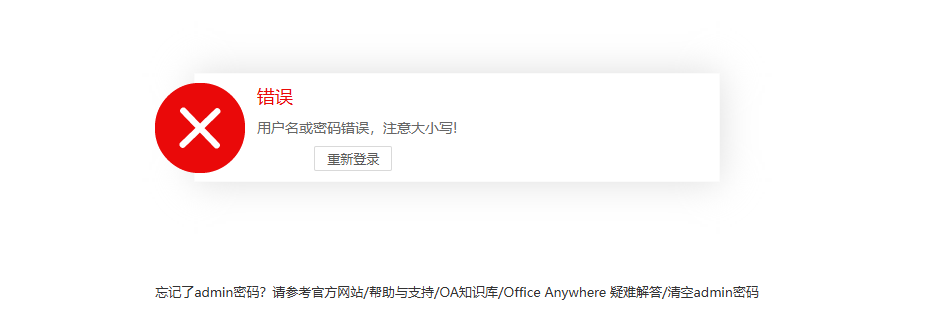 错误
用户名或密码错误，注意大小写!
重新登录
忘记了admin密码？请参考官方网站/帮助与支持/OA知识库/Office Anywhere 疑难解答/清空admin密码